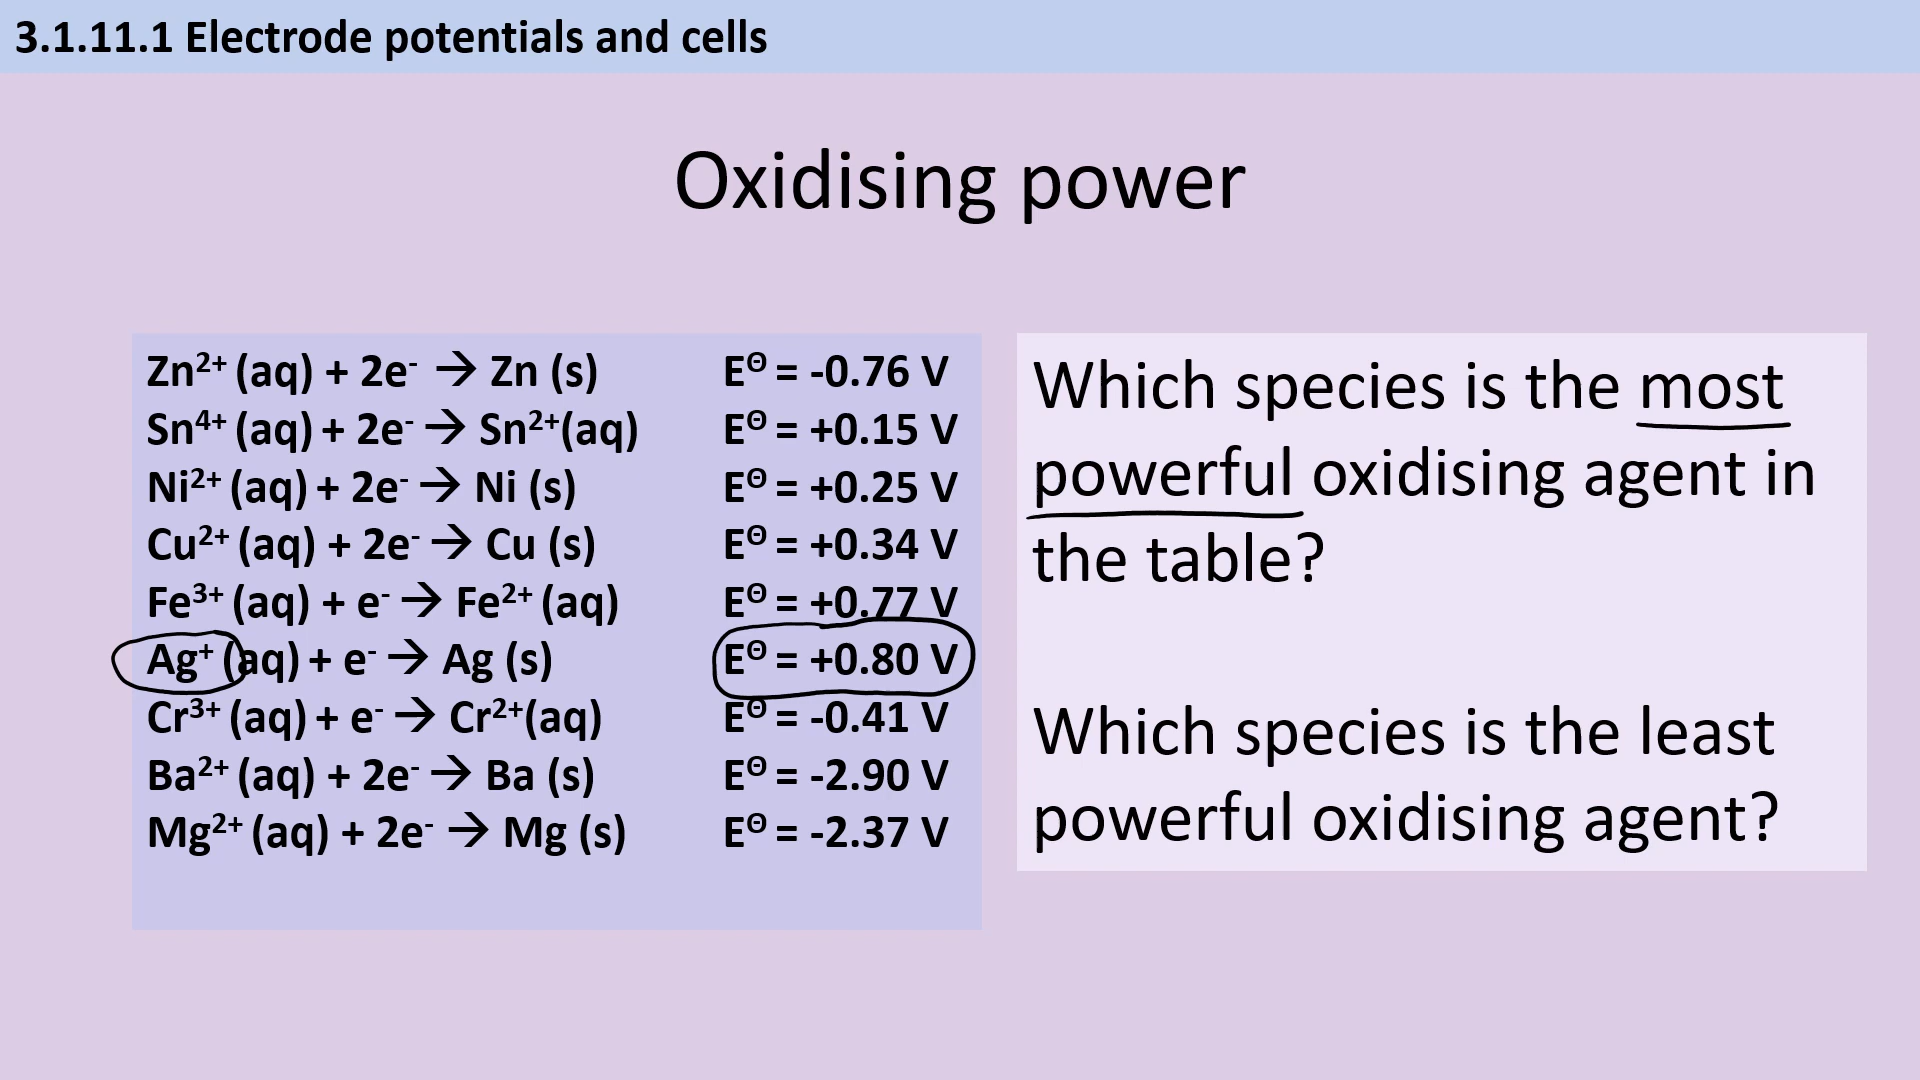 3.1.11.1 Electrode potentials and cells
Oxidising power
Zn²⁺ (aq) + 2e⁻ → Zn (s) E^Θ = -0.76 V
Sn⁴⁺ (aq) + 2e⁻ → Sn²⁺(aq) E^Θ = +0.15 V
Ni²⁺ (aq) + 2e⁻ → Ni (s) E^Θ = +0.25 V
Cu²⁺ (aq) + 2e⁻ → Cu (s) E^Θ = +0.34 V
Fe³⁺ (aq) + e⁻ → Fe²⁺ (aq) E^Θ = +0.77 V
Ag⁺ (aq) + e⁻ → Ag (s) E^Θ = +0.80 V
Cr³⁺ (aq) + e⁻ → Cr²⁺(aq) E^Θ = -0.41 V
Ba²⁺ (aq) + 2e⁻ → Ba (s) E^Θ = -2.90 V
Mg²⁺ (aq) + 2e⁻ → Mg (s) E^Θ = -2.37 V
Which species is the most
powerful oxidising agent in
the table?
Which species is the least
powerful oxidising agent?